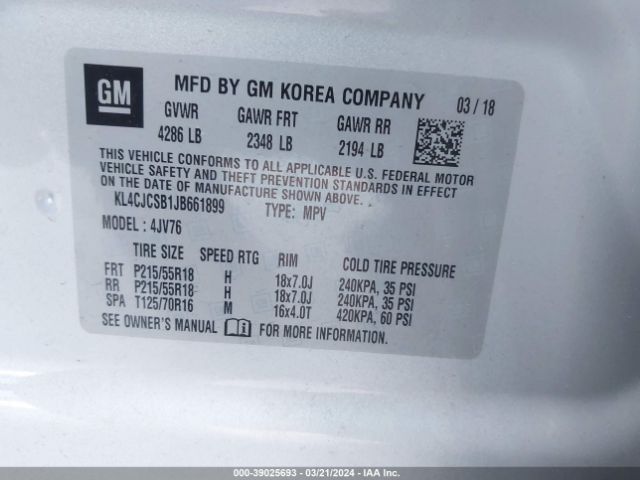 GM
MFD BY GM KOREA COMPANY 03 / 18
GVWR GAWR FRT GAWR RR
4286 LB 2348 LB 2194 LB
THIS VEHICLE CONFORMS TO ALL APPLICABLE U.S. FEDERAL MOTOR
VEHICLE SAFETY AND THEFT PREVENTION STANDARDS IN EFFECT
ON THE DATE OF MANUFACTURE SHOWN ABOVE.
KL4CJCSB1JB661899 TYPE: MPV
MODEL : 4JV76
TIRE SIZE SPEED RTG RIM COLD TIRE PRESSURE
FRT P215/55R18 H 18x7.0J 240KPA, 35 PSI
RR P215/55R18 H 18x7.0J 240KPA, 35 PSI
SPA T125/70R16 M 16x4.0T 420KPA, 60 PSI
SEE OWNER'S MANUAL FOR MORE INFORMATION.
000-39025693 - 03/21/2024 - IAAI.COM